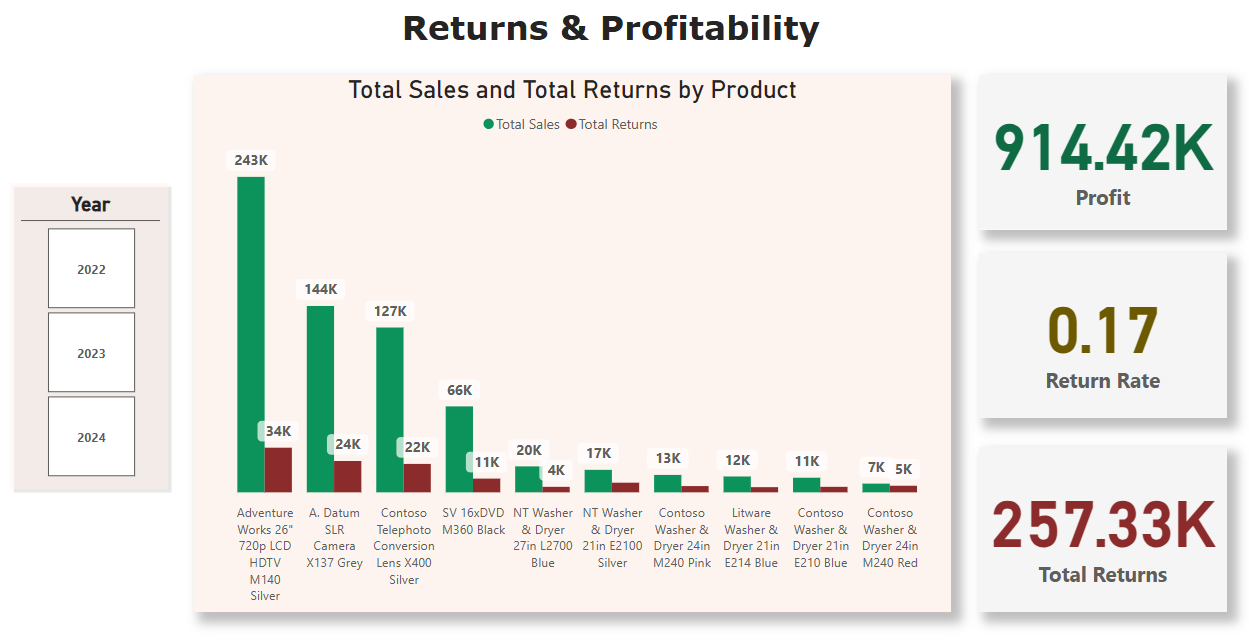 Returns & Profitability
Year
2022
2023
2024
Total Sales and Total Returns by Product
Total Sales
Total Returns
243K
34K
144K
24K
127K
22K
66K
11K
20K
4K
17K
13K
12K
11K
7K
5K
Adventure
Works 26"
720p LCD
HDTV
M140
Silver
A. Datum
SLR
Camera
X137 Grey
Contoso
Telephoto
Conversion
Lens X400
Silver
SV 16xDVD
M360 Black
NT Washer
& Dryer
27in L2700
Blue
NT Washer
& Dryer
21in E2100
Silver
Contoso
Washer &
Dryer 24in
M240 Pink
Litware
Washer &
Dryer 21in
E214 Blue
Contoso
Washer &
Dryer 21in
E210 Blue
Contoso
Washer &
Dryer 24in
M240 Red
914.42K
Profit
0.17
Return Rate
257.33K
Total Returns